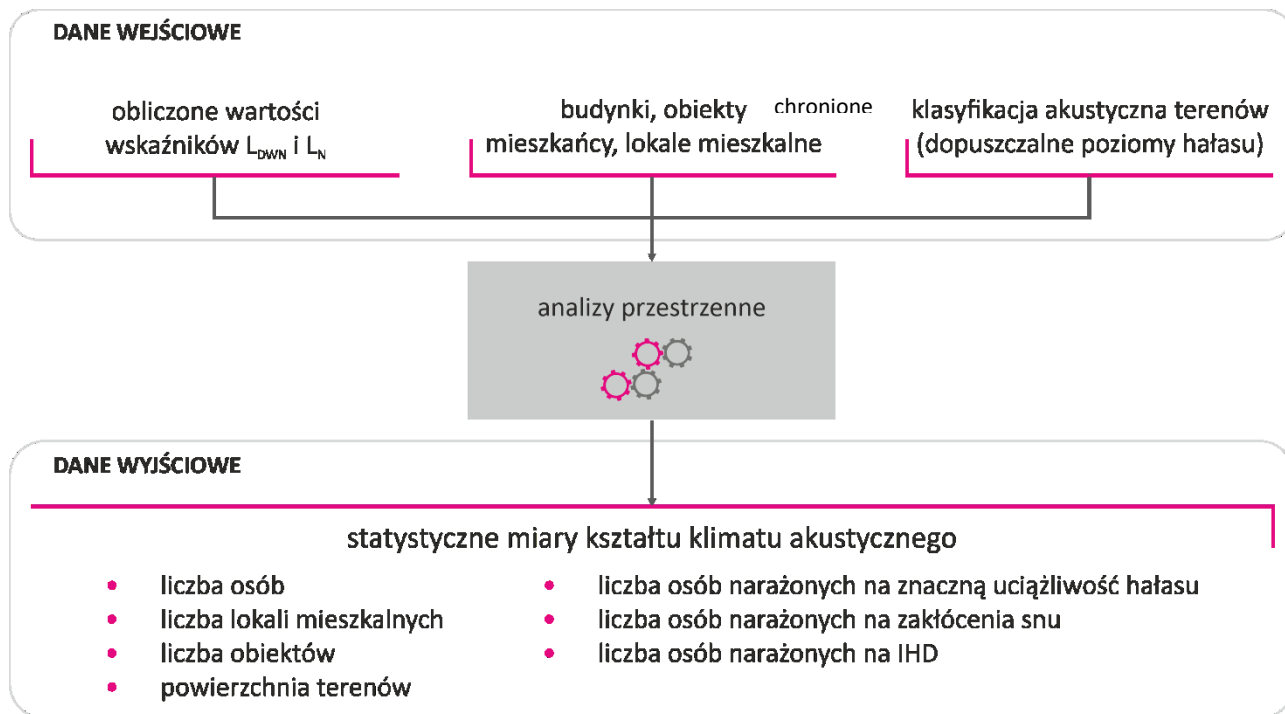 DANE WEJŚCIOWE
obliczone wartości
wskaźników L_DWN i L_N
budynki, obiekty chronione
mieszkańcy, lokale mieszkalne
klasyfikacja akustyczna terenów
(dopuszczalne poziomy hałasu)
analizy przestrzenne
DANE WYJŚCIOWE
statystyczne miary kształtu klimatu akustycznego
• liczba osób
• liczba lokali mieszkalnych
• liczba obiektów
• powierzchnia terenów
• liczba osób narażonych na znaczną uciążliwość hałasu
• liczba osób narażonych na zakłócenia snu
• liczba osób narażonych na IHD